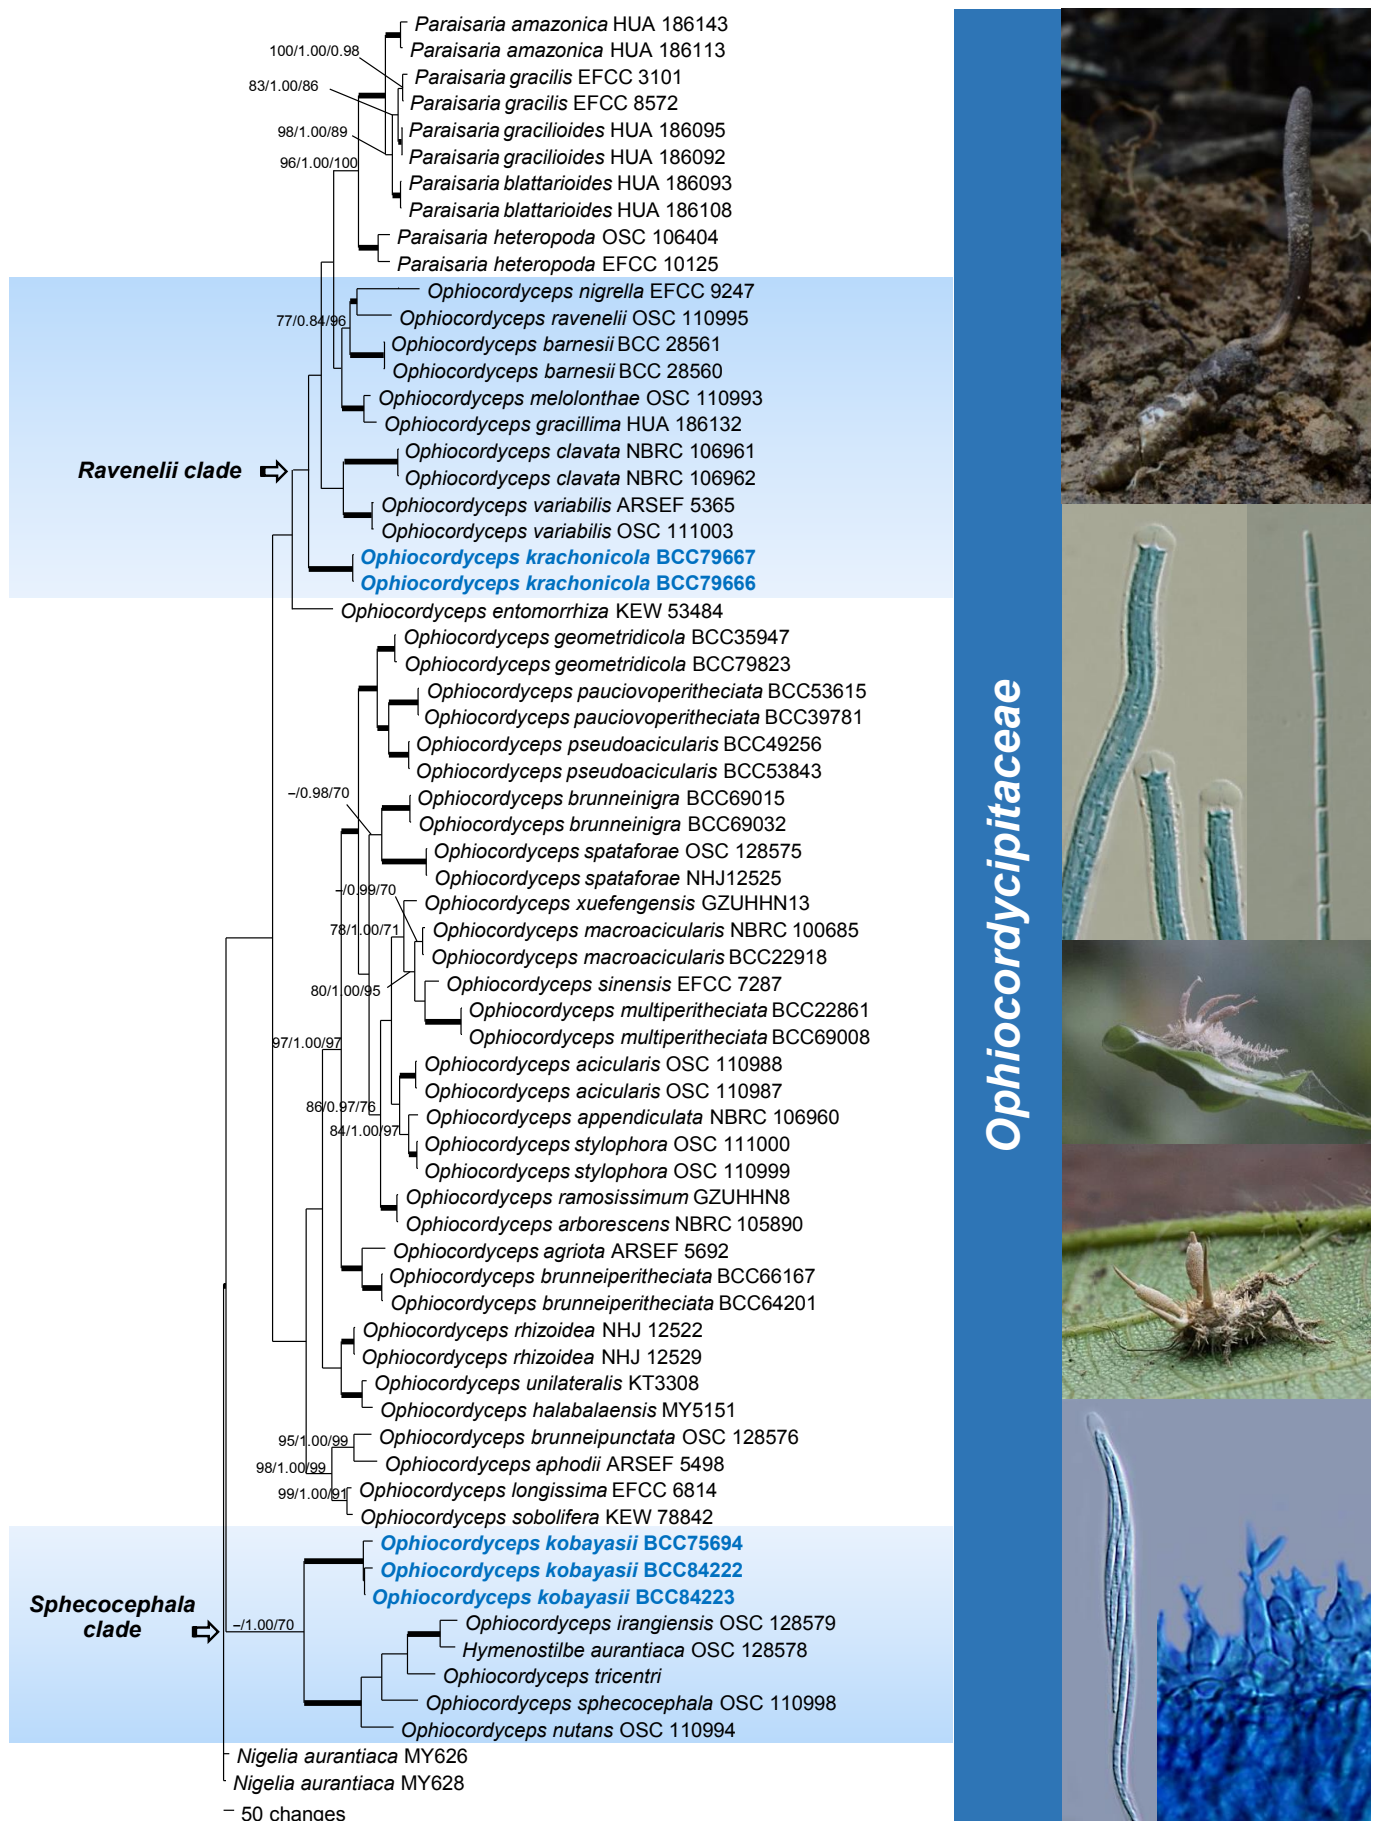 Paraisaria amazonica HUA 186143
Paraisaria amazonica HUA 186113
100/1.00/0.98
Paraisaria gracilis EFCC 3101
83/1.00/86
Paraisaria gracilis EFCC 8572
98/1.00/89
Paraisaria gracilioides HUA 186095
Paraisaria gracilioides HUA 186092
96/1.00/100
Paraisaria blattarioides HUA 186093
Paraisaria blattarioides HUA 186108
Paraisaria heteropoda OSC 106404
Paraisaria heteropoda EFCC 10125
Ophiocordyceps nigrella EFCC 9247
77/0.84/96
Ophiocordyceps ravenelii OSC 110995
Ophiocordyceps barnesii BCC 28561
Ophiocordyceps barnesii BCC 28560
Ophiocordyceps melolonthae OSC 110993
Ophiocordyceps gracillima HUA 186132
Ophiocordyceps clavata NBRC 106961
Ravenelii clade
Ophiocordyceps clavata NBRC 106962
Ophiocordyceps variabilis ARSEF 5365
Ophiocordyceps variabilis OSC 111003
Ophiocordyceps krachonicola BCC79667
Ophiocordyceps krachonicola BCC79666
Ophiocordyceps entomorrhiza KEW 53484
Ophiocordyceps geometridicola BCC35947
Ophiocordyceps geometridicola BCC79823
Ophiocordyceps pauciovoperitheciata BCC53615
Ophiocordyceps pauciovoperitheciata BCC39781
Ophiocordyceps pseudoacicularis BCC49256
Ophiocordyceps pseudoacicularis BCC53843
–/0.98/70
Ophiocordyceps brunneinigra BCC69015
Ophiocordyceps brunneinigra BCC69032
Ophiocordyceps spataforae OSC 128575
Ophiocordyceps spataforae NHJ12525
–/0.99/70
Ophiocordyceps xuefengensis GZUHHN13
78/1.00/71
Ophiocordyceps macroacicularis NBRC 100685
Ophiocordyceps macroacicularis BCC22918
80/1.00/95
Ophiocordyceps sinensis EFCC 7287
Ophiocordyceps multiperitheciata BCC22861
Ophiocordyceps multiperitheciata BCC69008
97/1.00/97
Ophiocordyceps acicularis OSC 110988
Ophiocordyceps acicularis OSC 110987
86/0.97/76
Ophiocordyceps appendiculata NBRC 106960
84/1.00/97
Ophiocordyceps stylophora OSC 111000
Ophiocordyceps stylophora OSC 110999
Ophiocordyceps ramosissimum GZUHHN8
Ophiocordyceps arborescens NBRC 105890
Ophiocordyceps agriota ARSEF 5692
Ophiocordyceps brunneiperitheciata BCC66167
Ophiocordyceps brunneiperitheciata BCC64201
Ophiocordyceps rhizoidea NHJ 12522
Ophiocordyceps rhizoidea NHJ 12529
Ophiocordyceps unilateralis KT3308
Ophiocordyceps halabalaensis MY5151
95/1.00/99
Ophiocordyceps brunneipunctata OSC 128576
98/1.00/99
Ophiocordyceps aphodii ARSEF 5498
99/1.00/91
Ophiocordyceps longissima EFCC 6814
Ophiocordyceps sobolifera KEW 78842
Ophiocordyceps kobayasii BCC75694
Ophiocordyceps kobayasii BCC84222
Ophiocordyceps kobayasii BCC84223
Sphecocephala
clade
–/1.00/70
Ophiocordyceps irangiensis OSC 128579
Hymenostilbe aurantiaca OSC 128578
Ophiocordyceps tricentri
Ophiocordyceps sphecocephala OSC 110998
Ophiocordyceps nutans OSC 110994
Nigelia aurantiaca MY626
Nigelia aurantiaca MY628
50 changes
Ophiocordycipitaceae